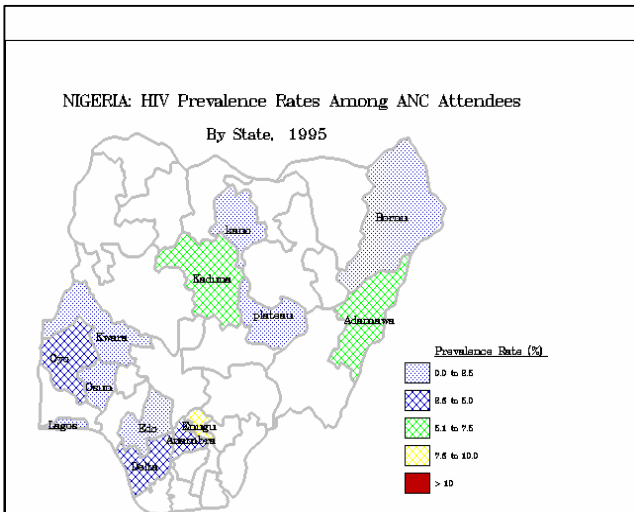 NIGERIA: HIV Prevalence Rates Among ANC Attendees
By State, 1995
Borou
kano
Kaduna
plateau
Adamawa
Kwara
Oyo
Osun
Lagos
Edo
Enugu
Anambra
Delta
Prevalence Rate (%)
0.0 to 2.5
2.6 to 5.0
5.1 to 7.5
7.6 to 10.0
> 10